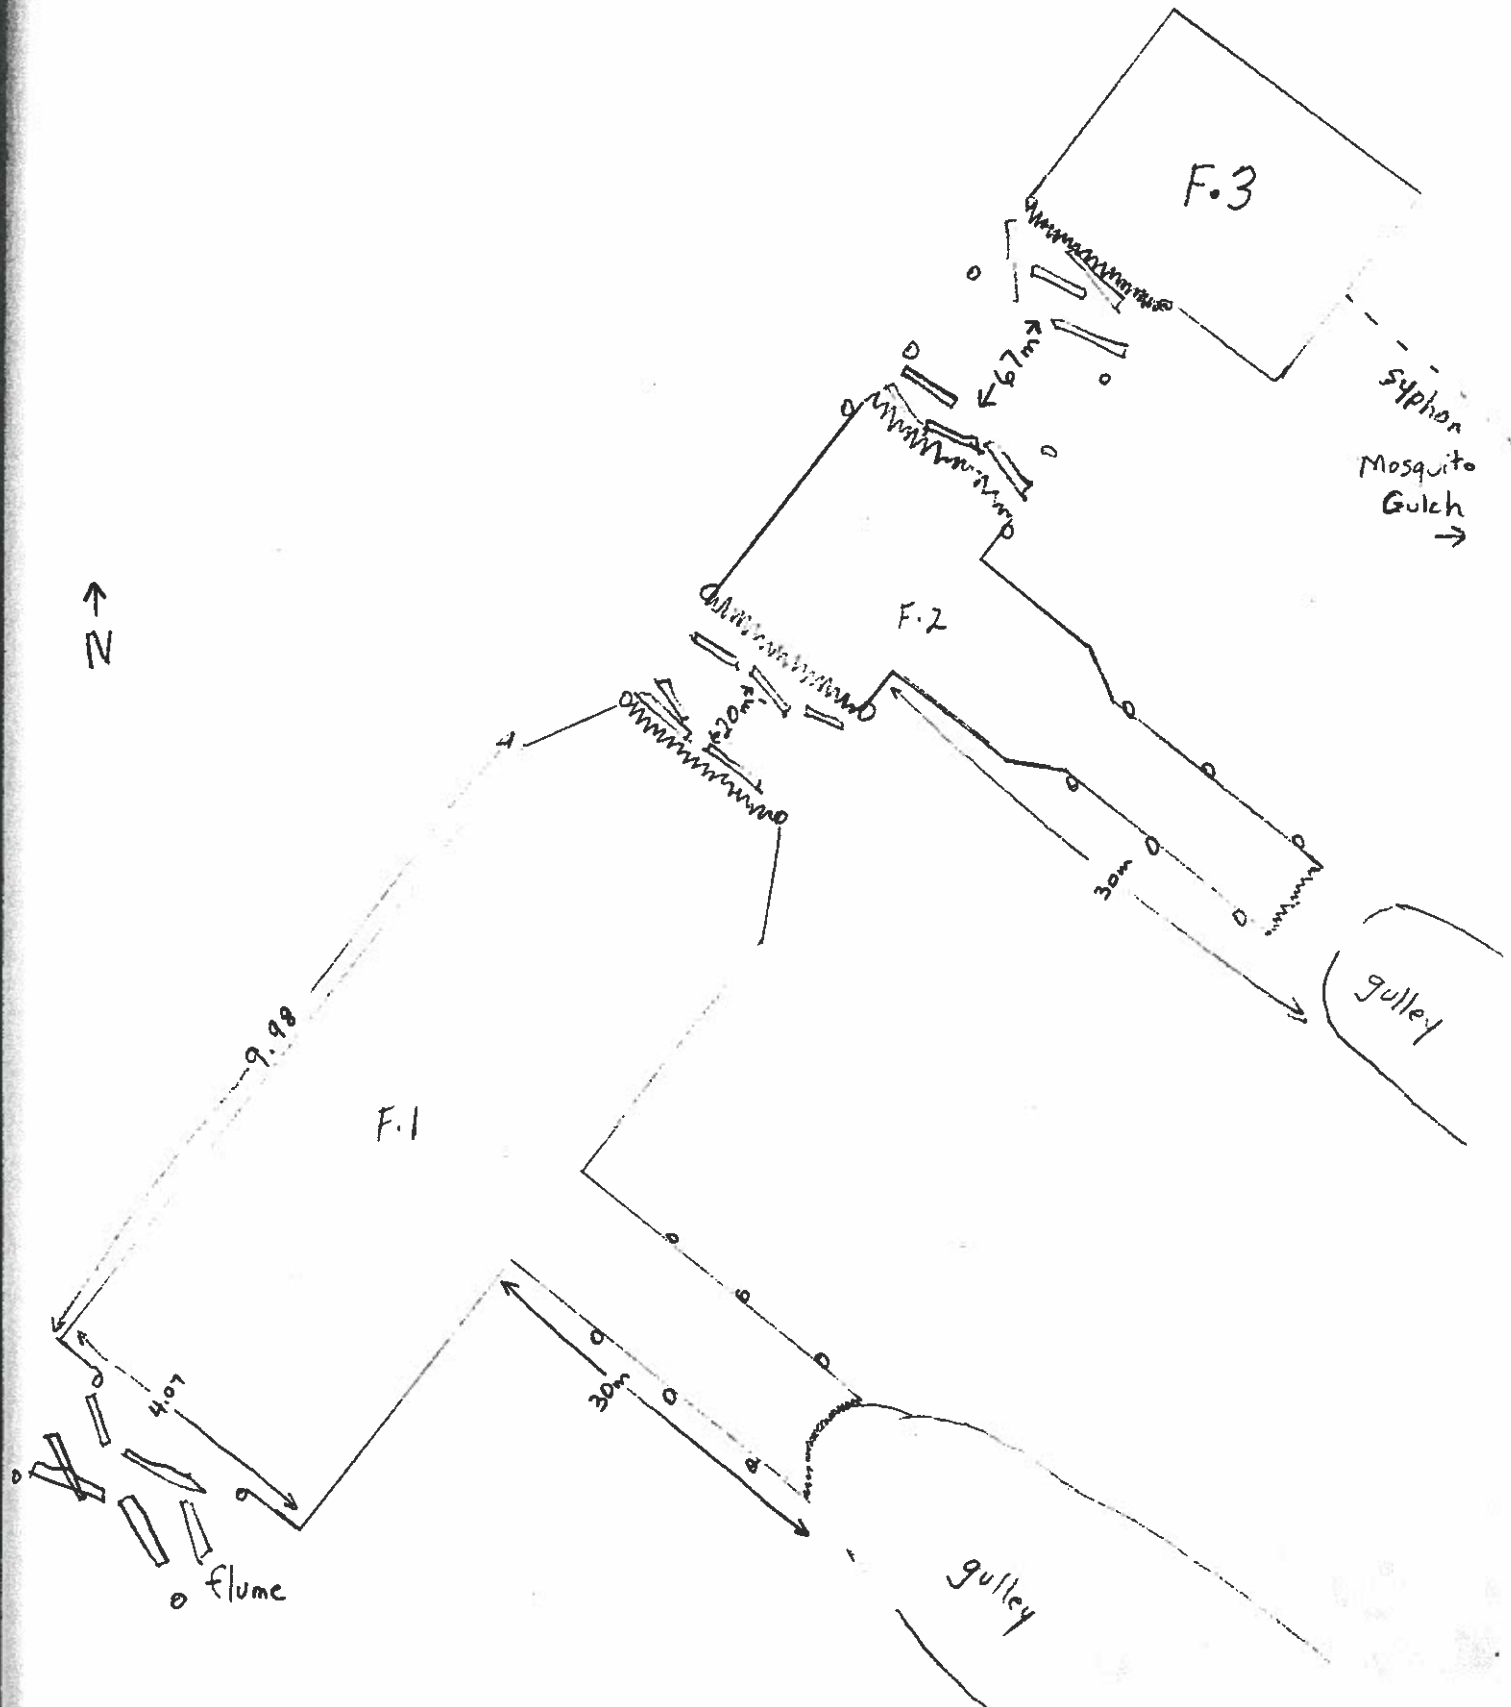 F.3
67m
Syphon
Mosquito
Gulch
→
F.2
↑
N
20m
30m
gulley
9.98
F.1
4.07
30m
flume
gulley